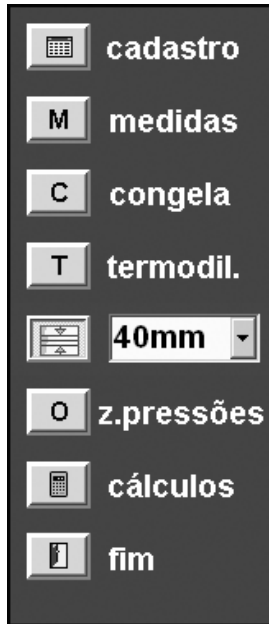 cadastro
M medidas
C congela
T termodil.
40mm
O z.pressões
cálculos
fim